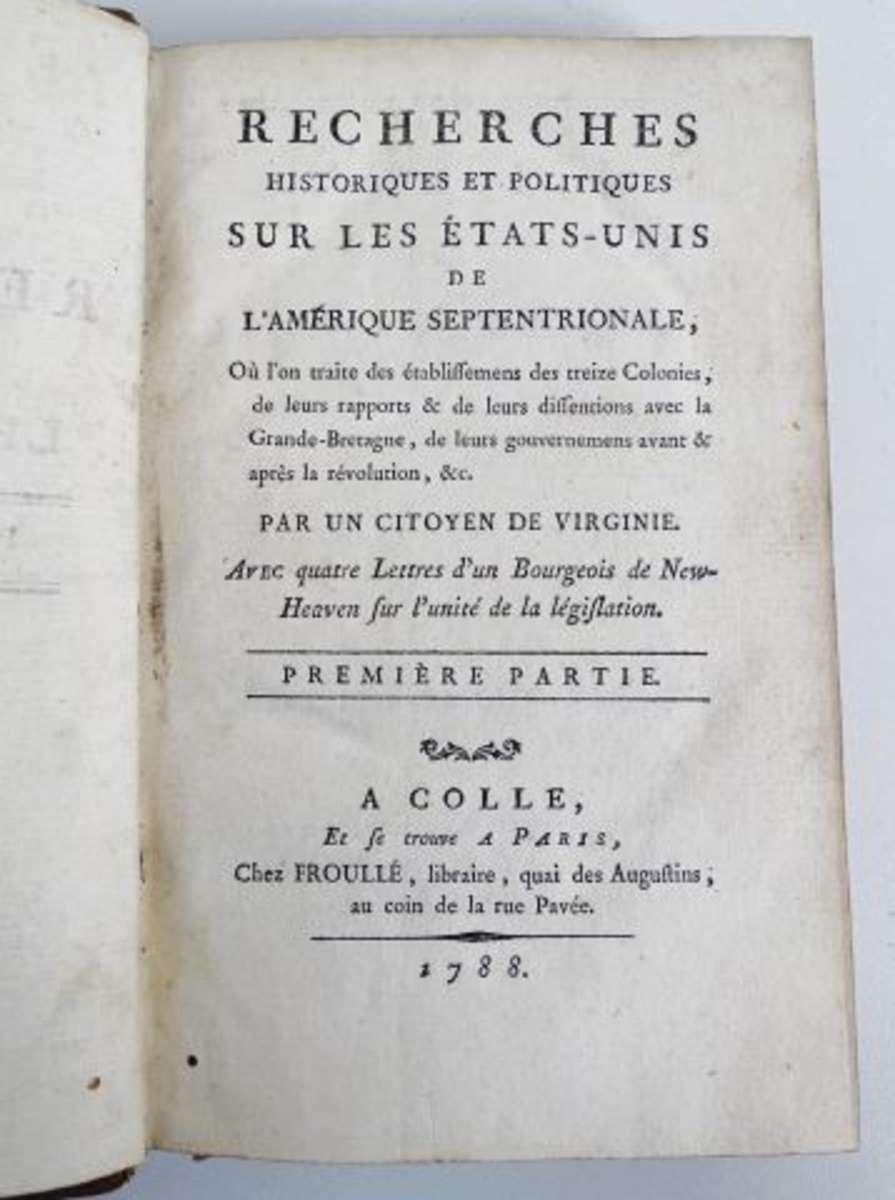 RECHERCHES
HISTORIQUES ET POLITIQUES
SUR LES ÉTATS-UNIS
DE
L'AMÉRIQUE SEPTENTRIONALE,
Où l'on traite des établiſſemens des treize Colonies,
de leurs rapports & de leurs diſſentions avec la
Grande-Bretagne, de leurs gouvernemens avant &
après la révolution, &c.
PAR UN CITOYEN DE VIRGINIE.
AVEC quatre Lettres d'un Bourgeois de New-
Heaven ſur l'unité de la légiſlation.
PREMIÈRE PARTIE.
A COLLE,
Et ſe trouve A PARIS,
Chez FROULLÉ, libraire, quai des Auguſtins,
au coin de la rue Pavée.
1788.